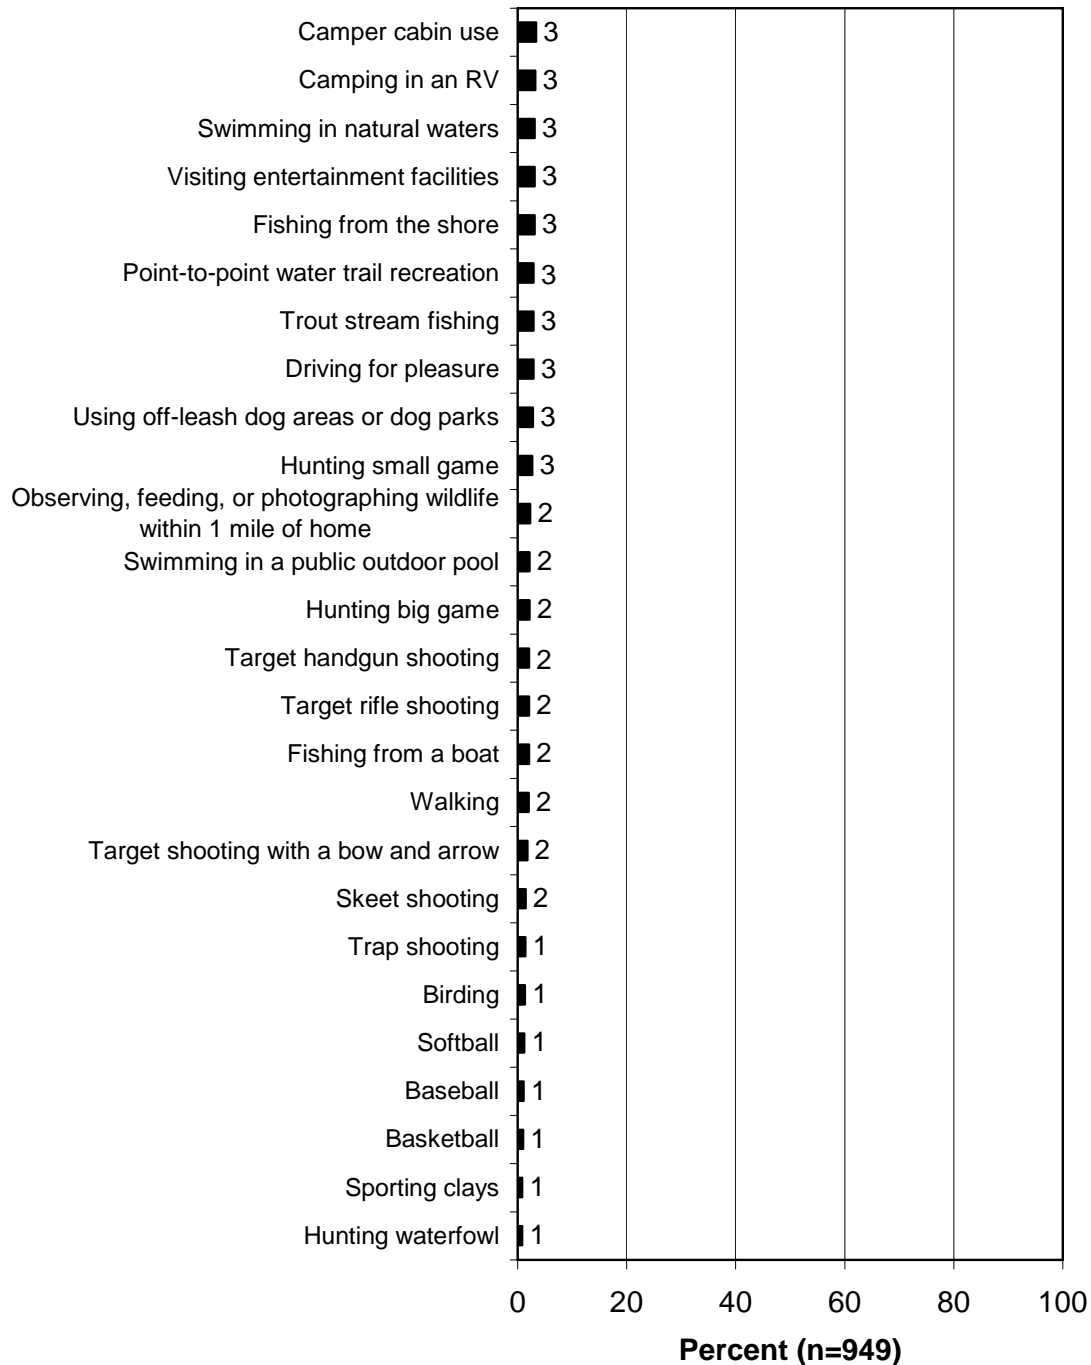 Camper cabin use 3
Camping in an RV 3
Swimming in natural waters 3
Visiting entertainment facilities 3
Fishing from the shore 3
Point-to-point water trail recreation 3
Trout stream fishing 3
Driving for pleasure 3
Using off-leash dog areas or dog parks 3
Hunting small game 3
Observing, feeding, or photographing wildlife
within 1 mile of home 2
Swimming in a public outdoor pool 2
Hunting big game 2
Target handgun shooting 2
Target rifle shooting 2
Fishing from a boat 2
Walking 2
Target shooting with a bow and arrow 2
Skeet shooting 2
Trap shooting 1
Birding 1
Softball 1
Baseball 1
Basketball 1
Sporting clays 1
Hunting waterfowl 1
0 20 40 60 80 100
Percent (n=949)